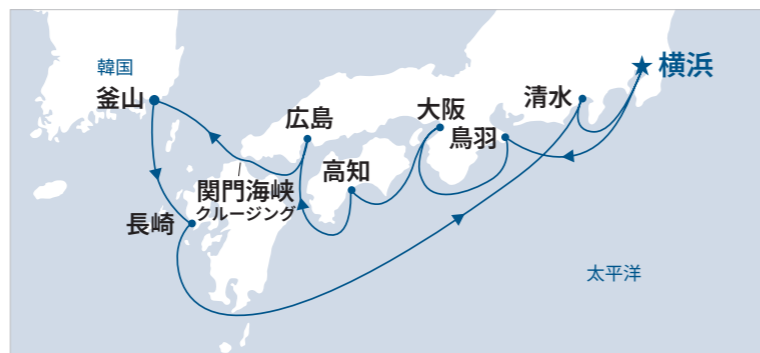 韓国
釜山
広島
大阪
清水
横浜
鳥羽
高知
関門海峡
クルージング
長崎
太平洋